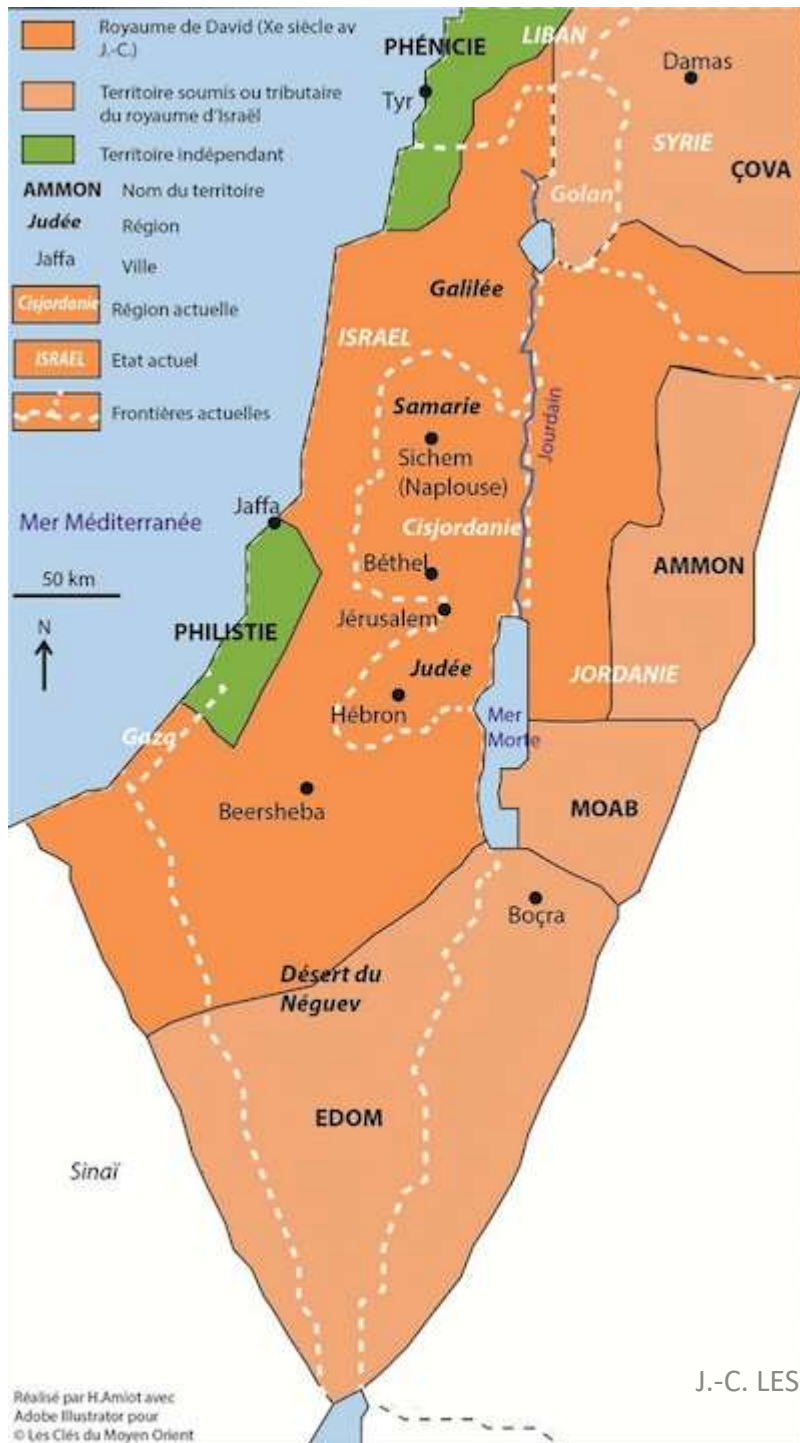 Royaume de David (Xe siècle av
J.-C.)
Territoire soumis ou tributaire
du royaume d'Israël
Territoire indépendant
AMMON Nom du territoire
Judée Région
Jaffa Ville
Cisjordanie Région actuelle
ISRAEL Etat actuel
Frontières actuelles
PHÉNICIE
LIBAN
Damas
Tyr
SYRIE
ÇOVA
Golan
Galilée
ISRAEL
Samarie
Jourdain
Sichem
(Naplouse)
Mer Méditerranée
Jaffa
Cisjordanie
50 km
Béthel
AMMON
N
PHILISTIE
Jérusalem
Judée
JORDANIE
Hébron
Mer
Morte
Gaza
Beersheba
MOAB
Boçra
Désert du
Néguev
EDOM
Sinaï
J.-C. LES
Réalisé par H.Amiot avec
Adobe Illustrator pour
© Les Clés du Moyen Orient